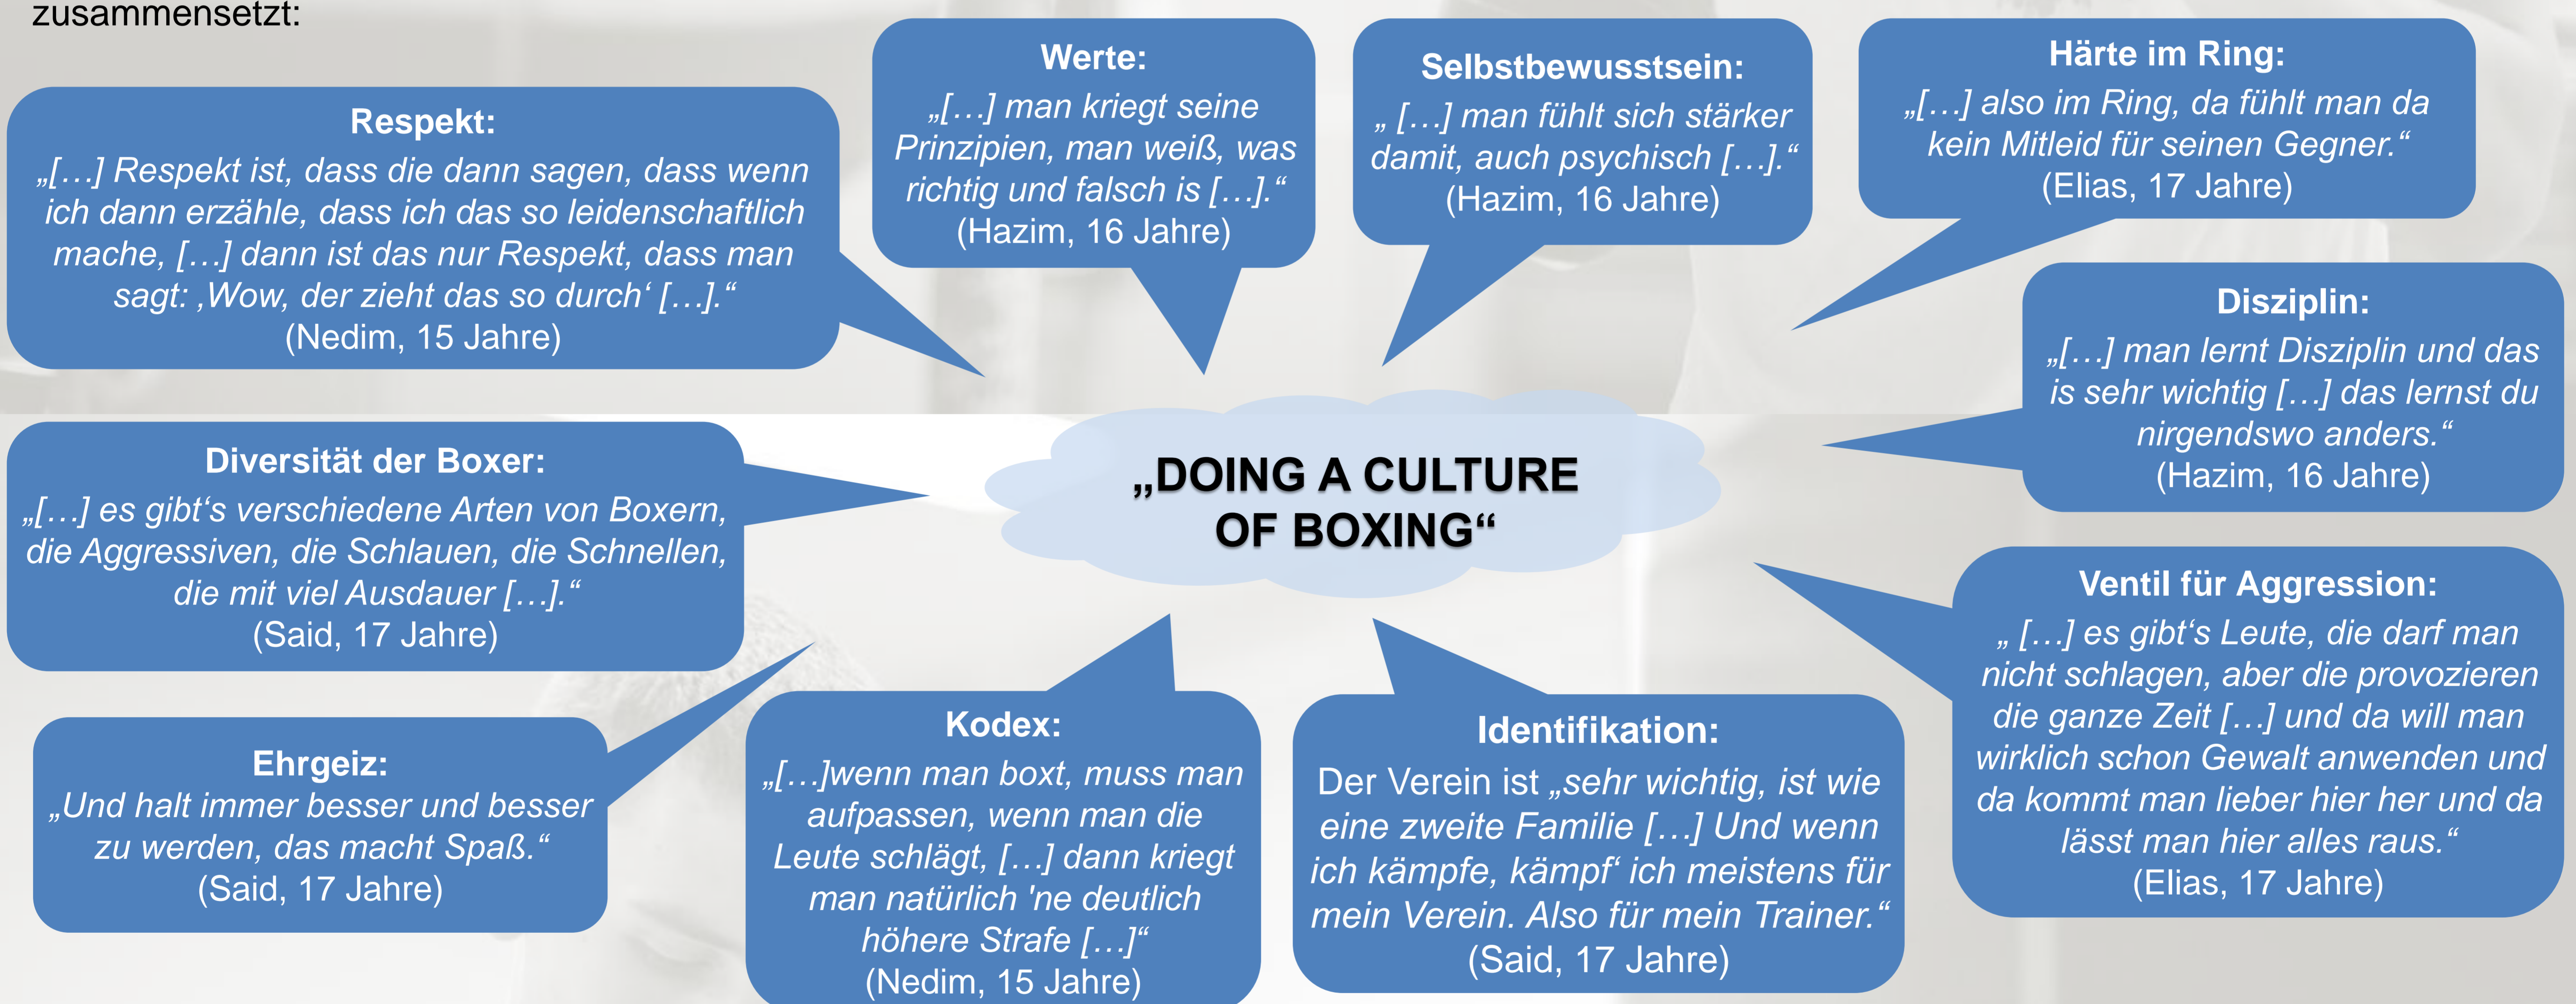 zusammensetzt:
Respekt:
„[…] Respekt ist, dass die dann sagen, dass wenn
ich dann erzähle, dass ich das so leidenschaftlich
mache, […] dann ist das nur Respekt, dass man
sagt: ‚Wow, der zieht das so durch‘ […].“
(Nedim, 15 Jahre)
Werte:
„[…] man kriegt seine
Prinzipien, man weiß, was
richtig und falsch is […].“
(Hazim, 16 Jahre)
Selbstbewusstsein:
„ […] man fühlt sich stärker
damit, auch psychisch […].“
(Hazim, 16 Jahre)
Härte im Ring:
„[…] also im Ring, da fühlt man da
kein Mitleid für seinen Gegner.“
(Elias, 17 Jahre)
Disziplin:
„[…] man lernt Disziplin und das
is sehr wichtig […] das lernst du
nirgendswo anders.“
(Hazim, 16 Jahre)
Diversität der Boxer:
„[…] es gibt‘s verschiedene Arten von Boxern,
die Aggressiven, die Schlauen, die Schnellen,
die mit viel Ausdauer […].“
(Said, 17 Jahre)
„DOING A CULTURE
OF BOXING“
Ventil für Aggression:
„ […] es gibt‘s Leute, die darf man
nicht schlagen, aber die provozieren
die ganze Zeit […] und da will man
wirklich schon Gewalt anwenden und
da kommt man lieber hier her und da
lässt man hier alles raus.“
(Elias, 17 Jahre)
Ehrgeiz:
„Und halt immer besser und besser
zu werden, das macht Spaß.“
(Said, 17 Jahre)
Kodex:
„[…]wenn man boxt, muss man
aufpassen, wenn man die
Leute schlägt, […] dann kriegt
man natürlich 'ne deutlich
höhere Strafe […]“
(Nedim, 15 Jahre)
Identifikation:
Der Verein ist „sehr wichtig, ist wie
eine zweite Familie […] Und wenn
ich kämpfe, kämpf‘ ich meistens für
mein Verein. Also für mein Trainer.“
(Said, 17 Jahre)